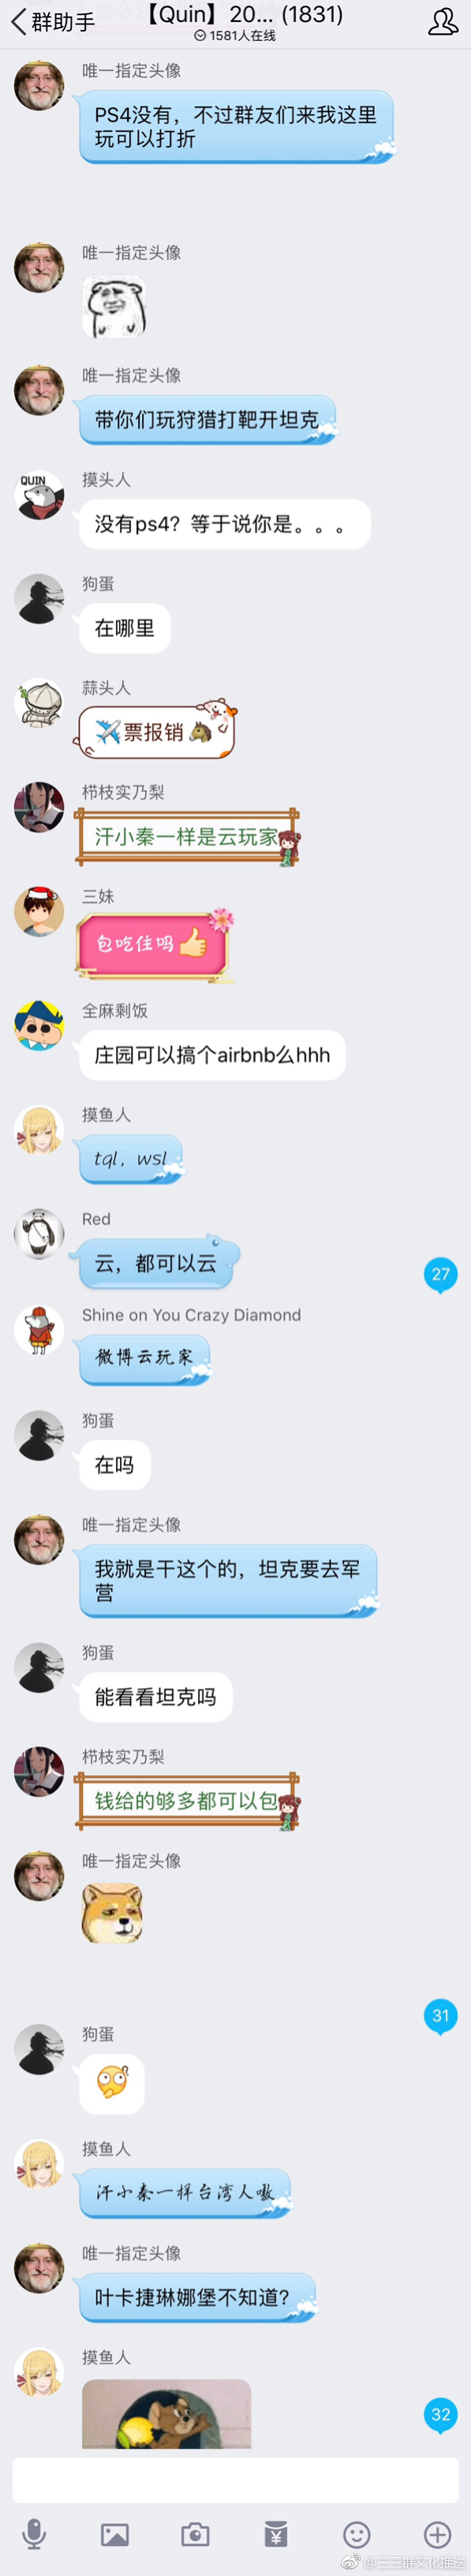 群助手
【Quin】20... (1831)
1581人在线
唯一指定头像
PS4没有，不过群友们来我这里
玩可以打折
唯一指定头像
唯一指定头像
带你们玩狩猎打靶开坦克
摸头人
QUIN
没有ps4？等于说你是。。。
狗蛋
在哪里
蒜头人
✈️票报销🐴
栉枝实乃梨
汗小秦一样是云玩家
三妹
包吃住吗👍
全麻剩饭
庄园可以搞个airbnb么hhh
摸鱼人
tql，wsl
Red
云，都可以云
27
Shine on You Crazy Diamond
微博云玩家
狗蛋
在吗
唯一指定头像
我就是干这个的，坦克要去军
营
狗蛋
能看看坦克吗
栉枝实乃梨
钱给的够多都可以包
唯一指定头像
31
狗蛋
摸鱼人
汗小秦一样台湾人嗷
唯一指定头像
叶卡捷琳娜堡不知道?
摸鱼人
32
¥
@三三群文化推送